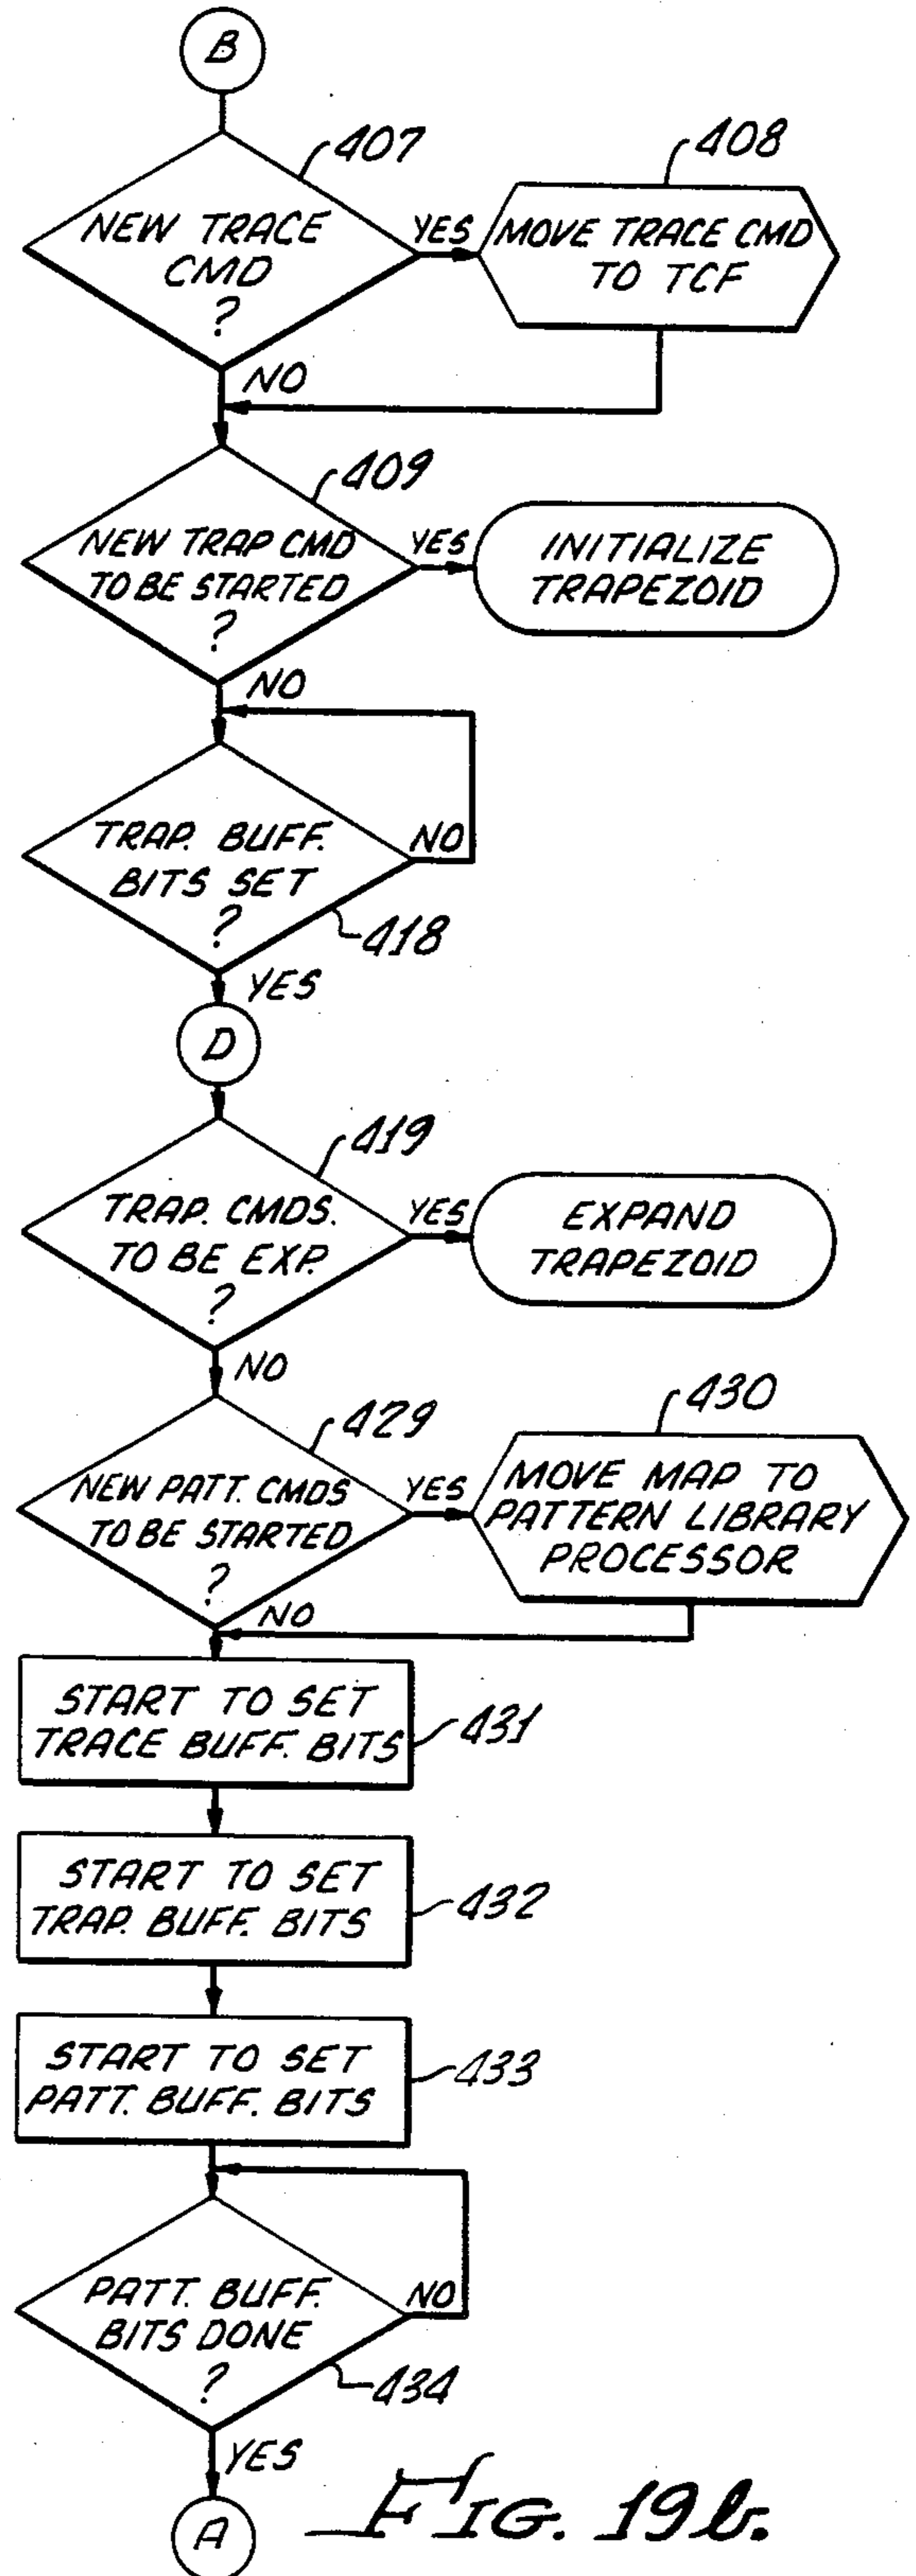 B
407
NEW TRACE
CMD
?
YES
408
MOVE TRACE CMD
TO TCF
NO
409
NEW TRAP CMD
TO BE STARTED
?
YES
INITIALIZE
TRAPEZOID
NO
TRAP. BUFF.
BITS SET
?
NO
418
YES
D
419
TRAP. CMDS.
TO BE EXP.
?
YES
EXPAND
TRAPEZOID
NO
429
NEW PATT. CMDS
TO BE STARTED
?
YES
430
MOVE MAP TO
PATTERN LIBRARY
PROCESSOR
NO
START TO SET
TRACE BUFF. BITS
431
START TO SET
TRAP. BUFF. BITS
432
START TO SET
PATT. BUFF. BITS
433
PATT. BUFF.
BITS DONE
?
NO
434
YES
A
FIG. 19b.